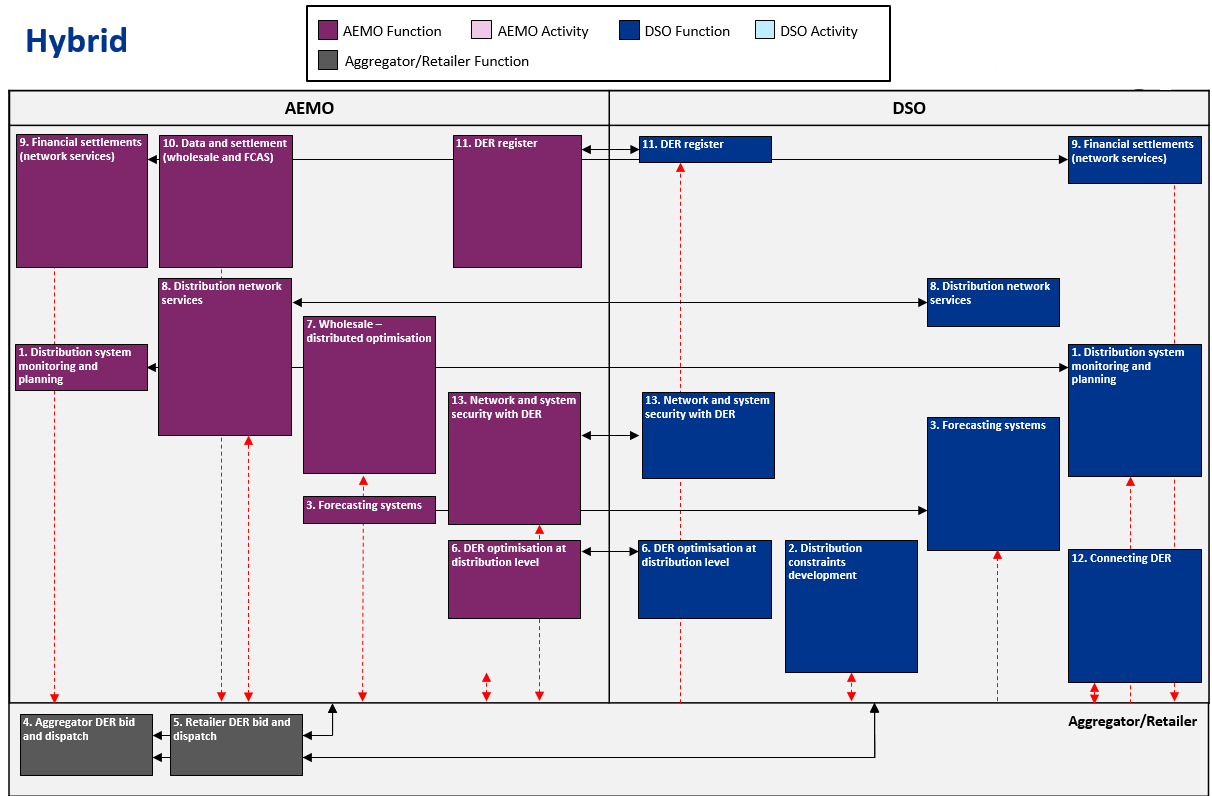 Hybrid
AEMO Function
AEMO Activity
DSO Function
DSO Activity
Aggregator/Retailer Function
AEMO
DSO
9. Financial settlements
(network services)
10. Data and settlement
(wholesale and FCAS)
11. DER register
11. DER register
9. Financial settlements
(network services)
8. Distribution network
services
8. Distribution network
services
7. Wholesale –
distributed optimisation
1. Distribution system
monitoring and
planning
1. Distribution system
monitoring and
planning
13. Network and system
security with DER
13. Network and system
security with DER
3. Forecasting systems
3. Forecasting systems
6. DER optimisation at
distribution level
6. DER optimisation at
distribution level
2. Distribution
constraints
development
12. Connecting DER
4. Aggregator DER bid
and dispatch
5. Retailer DER bid and
dispatch
Aggregator/Retailer